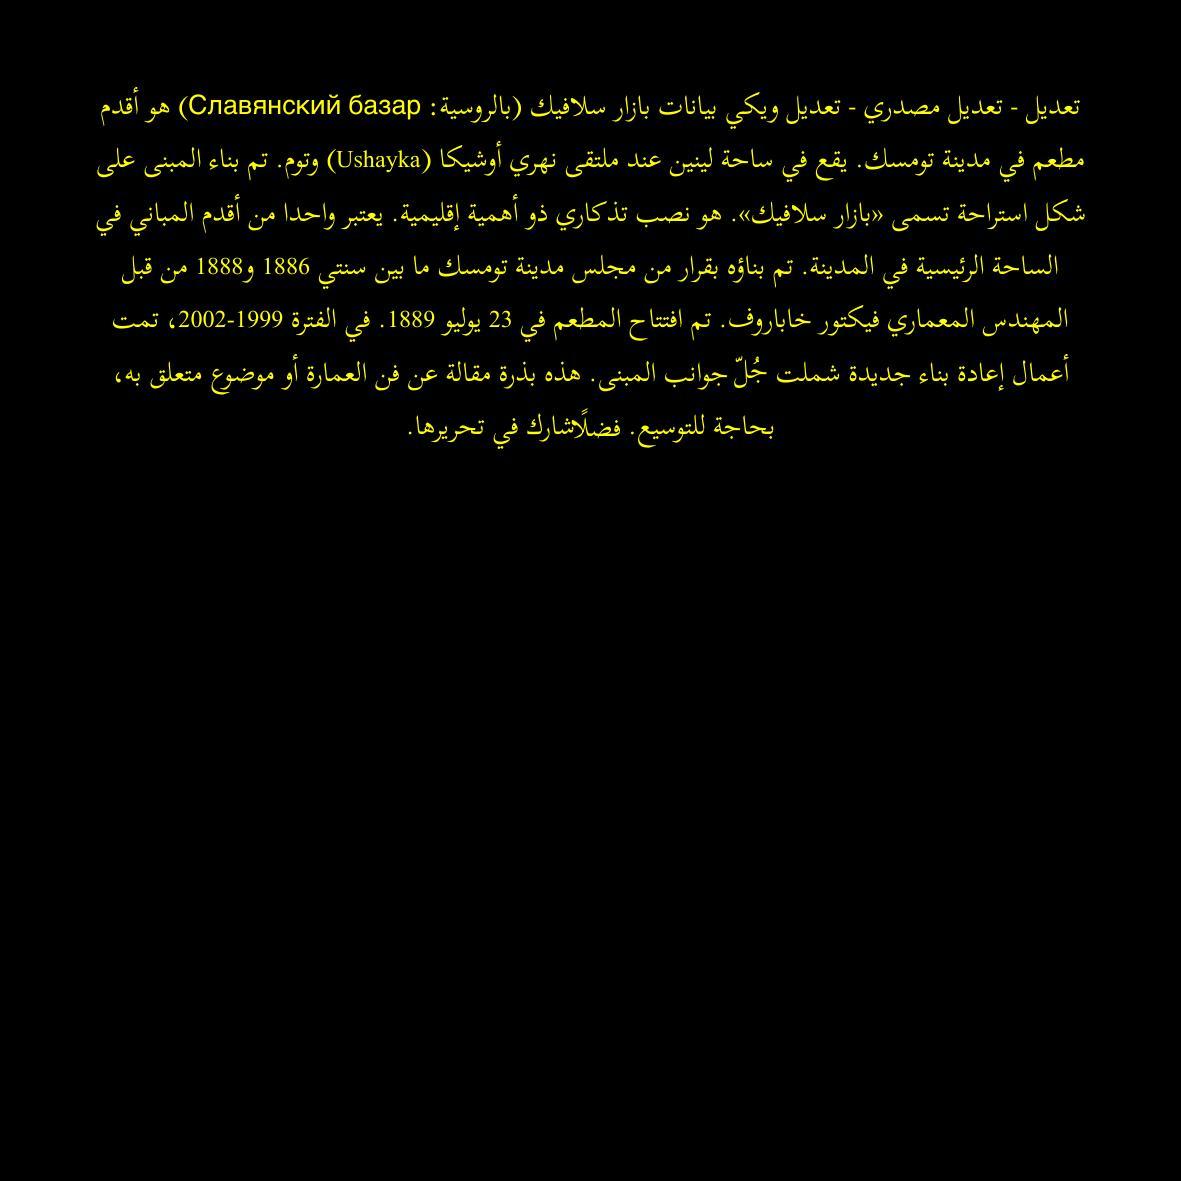 تعديل - تعديل مصدري - تعديل ويكي بيانات بازار سلافيك (بالروسية: Славянский базар) هو أقدم
مطعم في مدينة تومسك. يقع في ساحة لينين عند ملتقى نهري أوشيكا (Ushayka) وتوم. تم بناء المبنى على
شكل استراحة تسمى «بازار سلافيك». هو نصب تذكاري ذو أهمية إقليمية. يعتبر واحدا من أقدم المباني في
الساحة الرئيسية في المدينة. تم بناؤه بقرار من مجلس مدينة تومسك ما بين سنتي 1886 و1888 من قبل
المهندس المعماري فيكتور خاباروف. تم افتتاح المطعم في 23 يوليو 1889. في الفترة 1999-2002، تمت
أعمال إعادة بناء جديدة شملت جُلّ جوانب المبنى. هذه بذرة مقالة عن فن العمارة أو موضوع متعلق به،
بحاجة للتوسيع. فضلًاشارك في تحريرها.